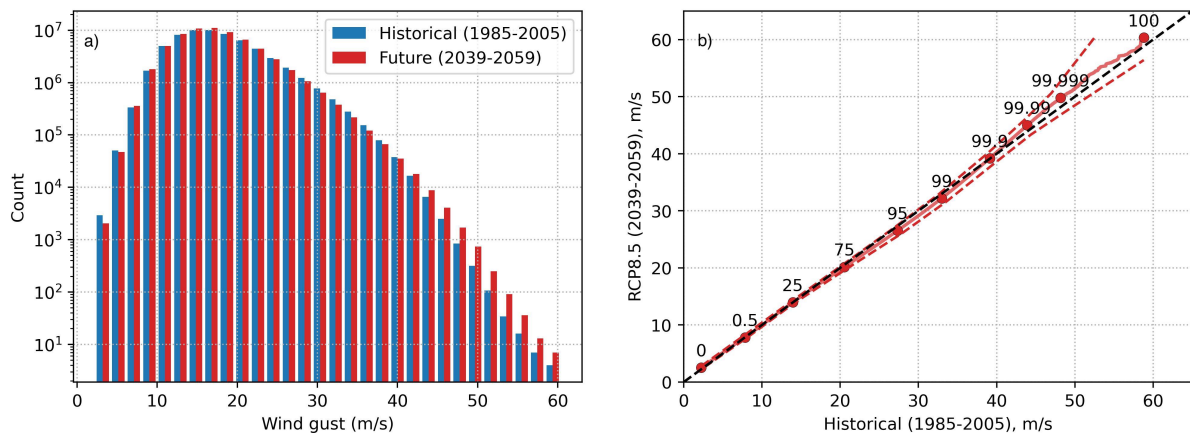 a)
Historical (1985-2005)
Future (2039-2059)
Count
10⁷
10⁶
10⁵
10⁴
10³
10²
10¹
0 10 20 30 40 50 60
Wind gust (m/s)
b)
RCP8.5 (2039-2059), m/s
60
50
40
30
20
10
0
100
99.999
99.99
99.9
99
95
75
25
0.5
0
0 10 20 30 40 50 60
Historical (1985-2005), m/s